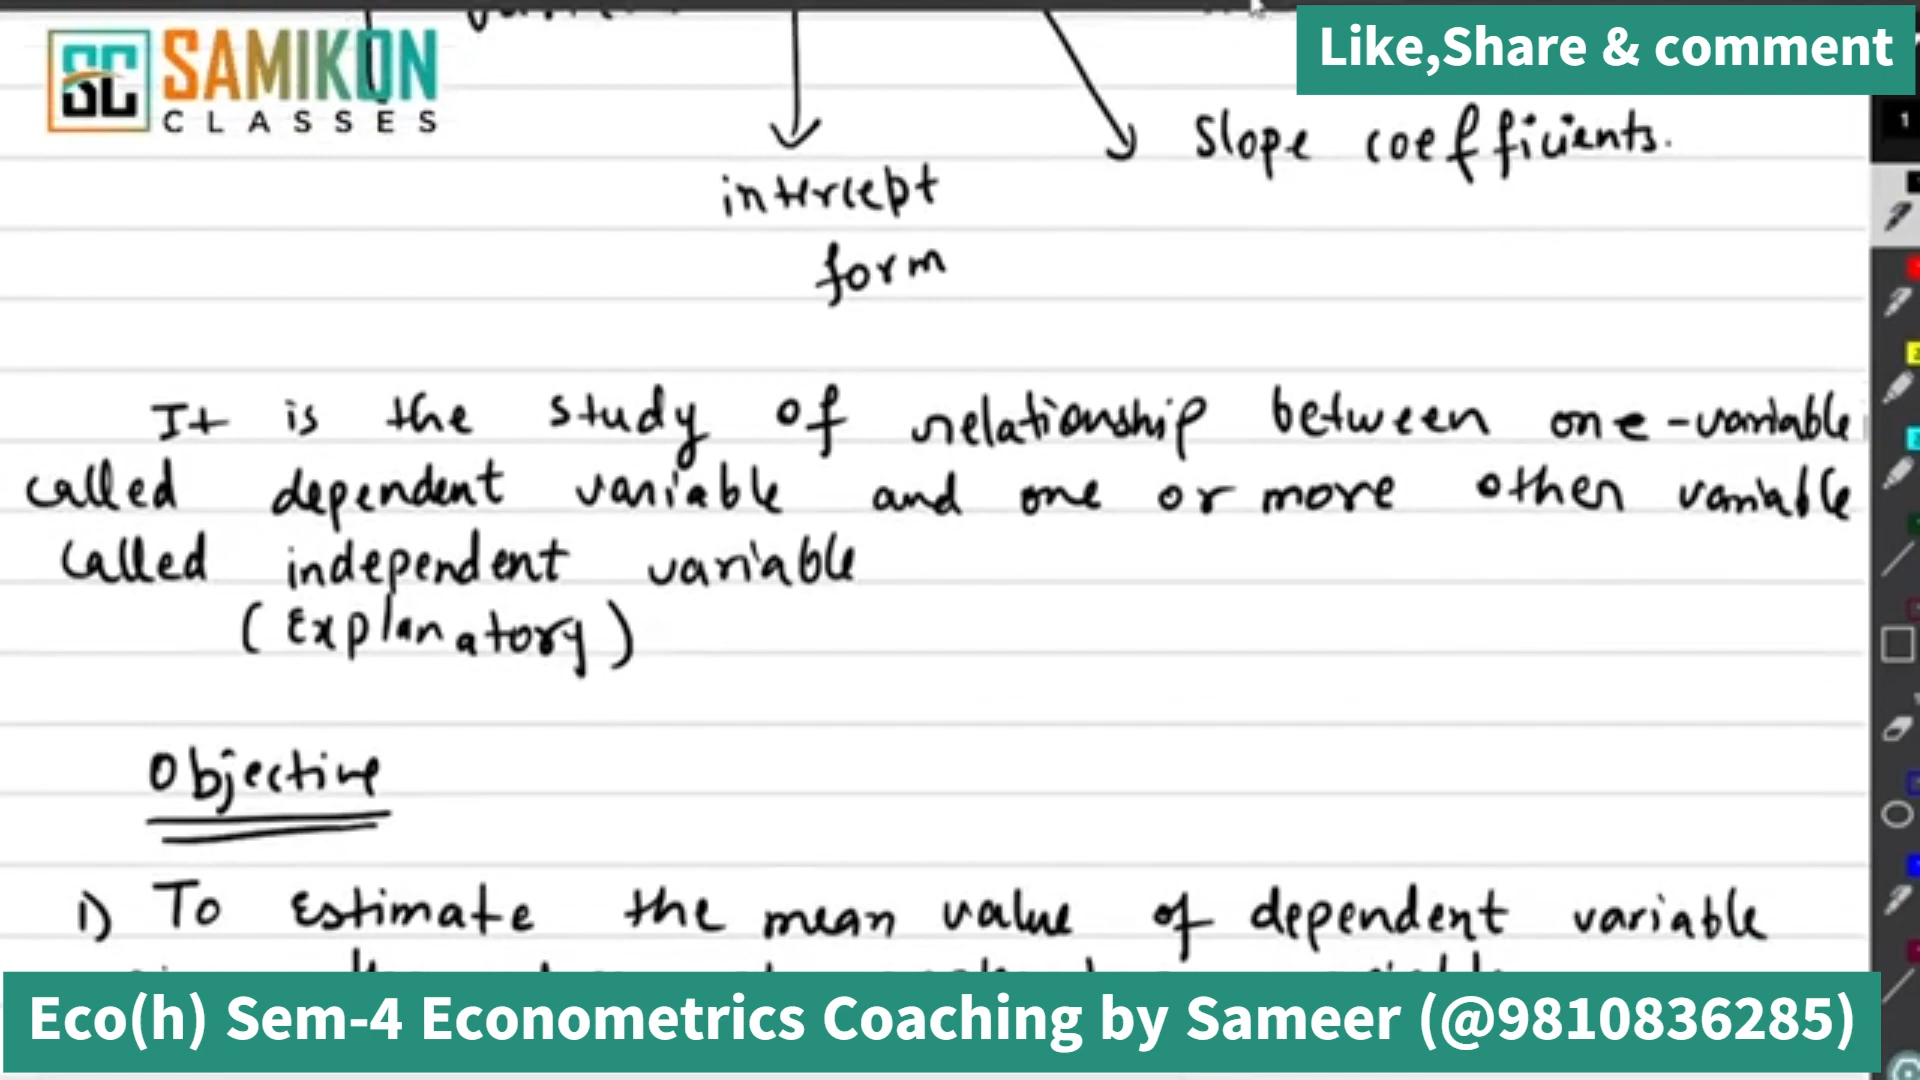 SC SAMIKON
CLASSES
Like,Share & comment
Slope coefficients.
intercept
form
It is the study of relationship between one-variable
called dependent variable and one or more other variable
called independent variable
(Explanatory)
Objective
i) To Estimate the mean value of dependent variable
Eco(h) Sem-4 Econometrics Coaching by Sameer (@9810836285)